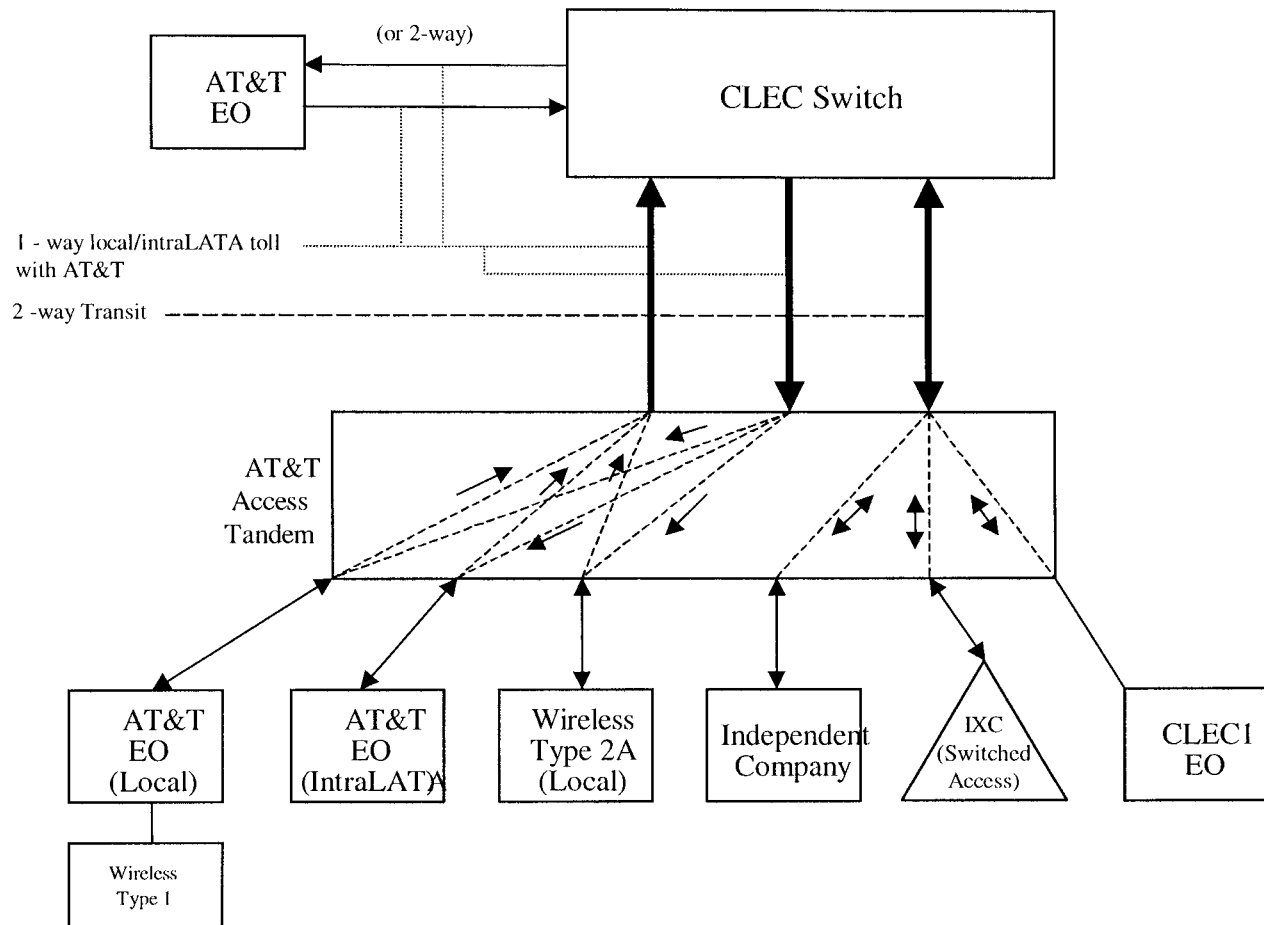 (or 2-way)
AT&T
EO
CLEC Switch
1 - way local/intraLATA toll
with AT&T
2 -way Transit
AT&T
Access
Tandem
AT&T
EO
(Local)
AT&T
EO
(IntraLATA)
Wireless
Type 2A
(Local)
Independent
Company
IXC
(Switched
Access)
CLEC1
EO
Wireless
Type 1